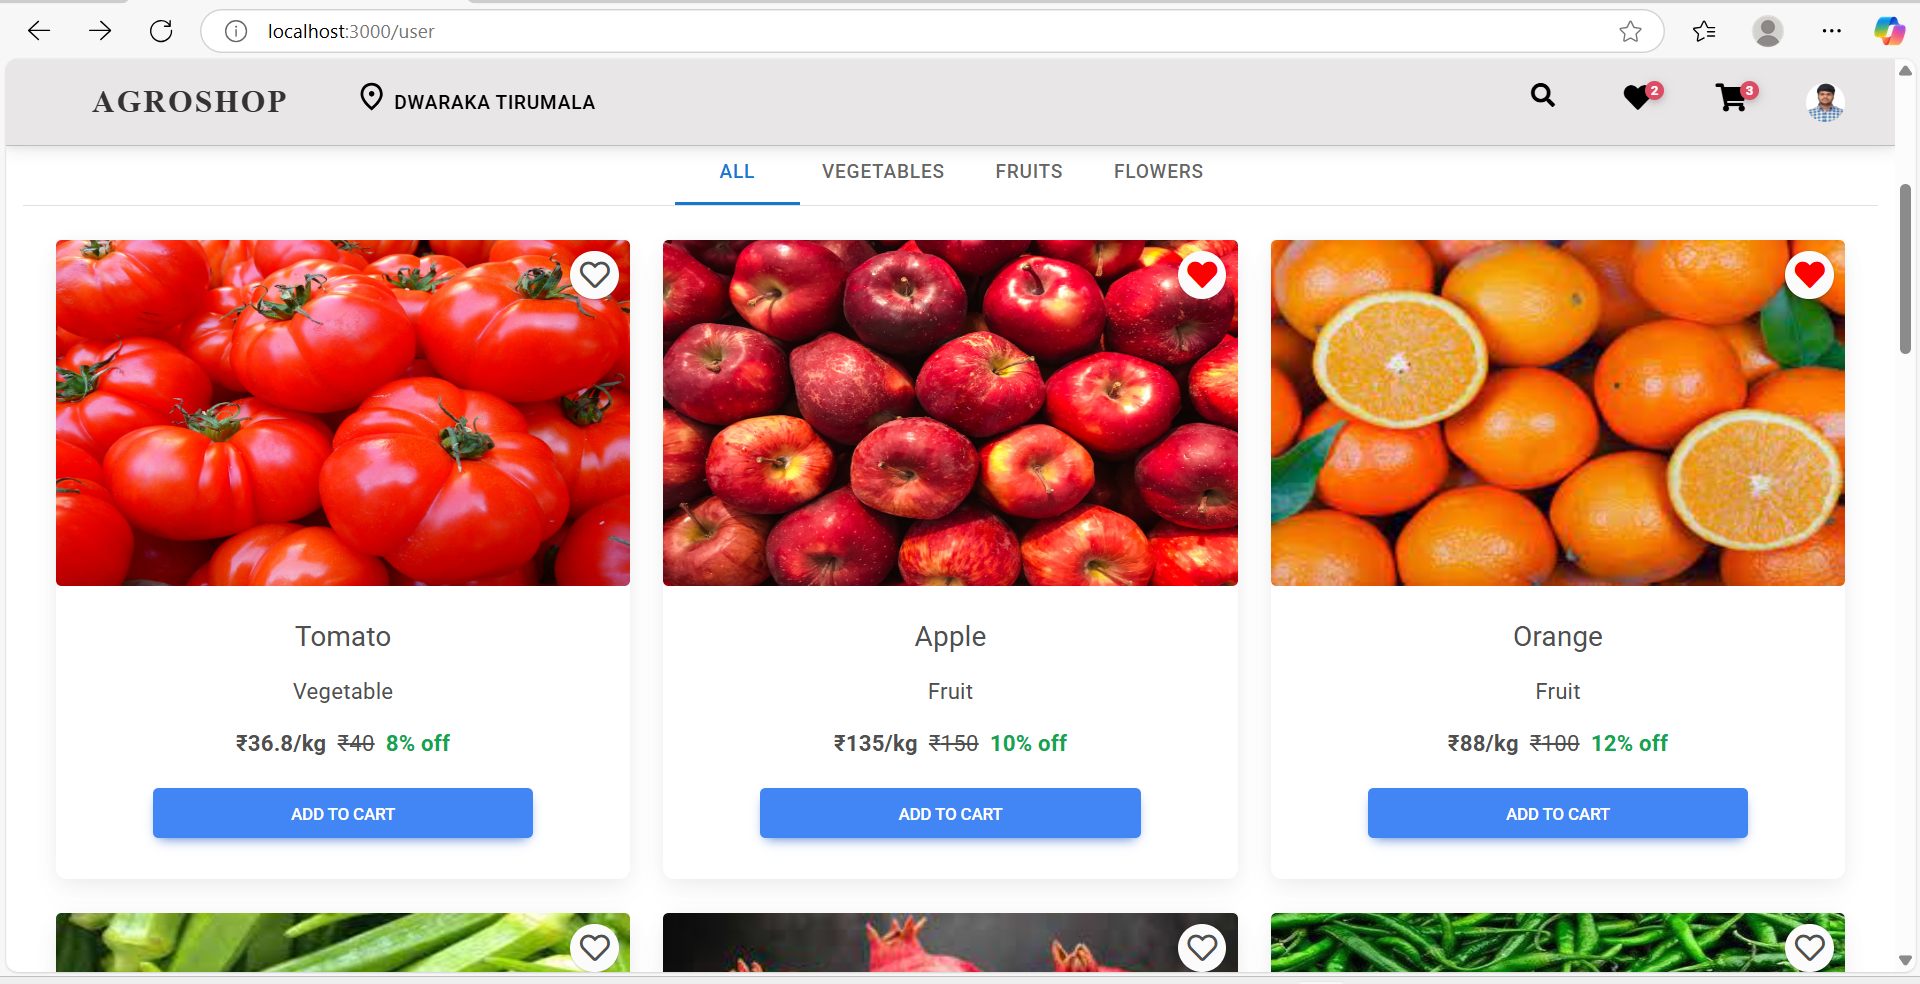 localhost:3000/user
AGROSHOP
DWARAKA TIRUMALA
2
3
ALL VEGETABLES FRUITS FLOWERS
Tomato
Vegetable
₹36.8/kg ₹40 8% off
ADD TO CART
Apple
Fruit
₹135/kg ₹150 10% off
ADD TO CART
Orange
Fruit
₹88/kg ₹100 12% off
ADD TO CART